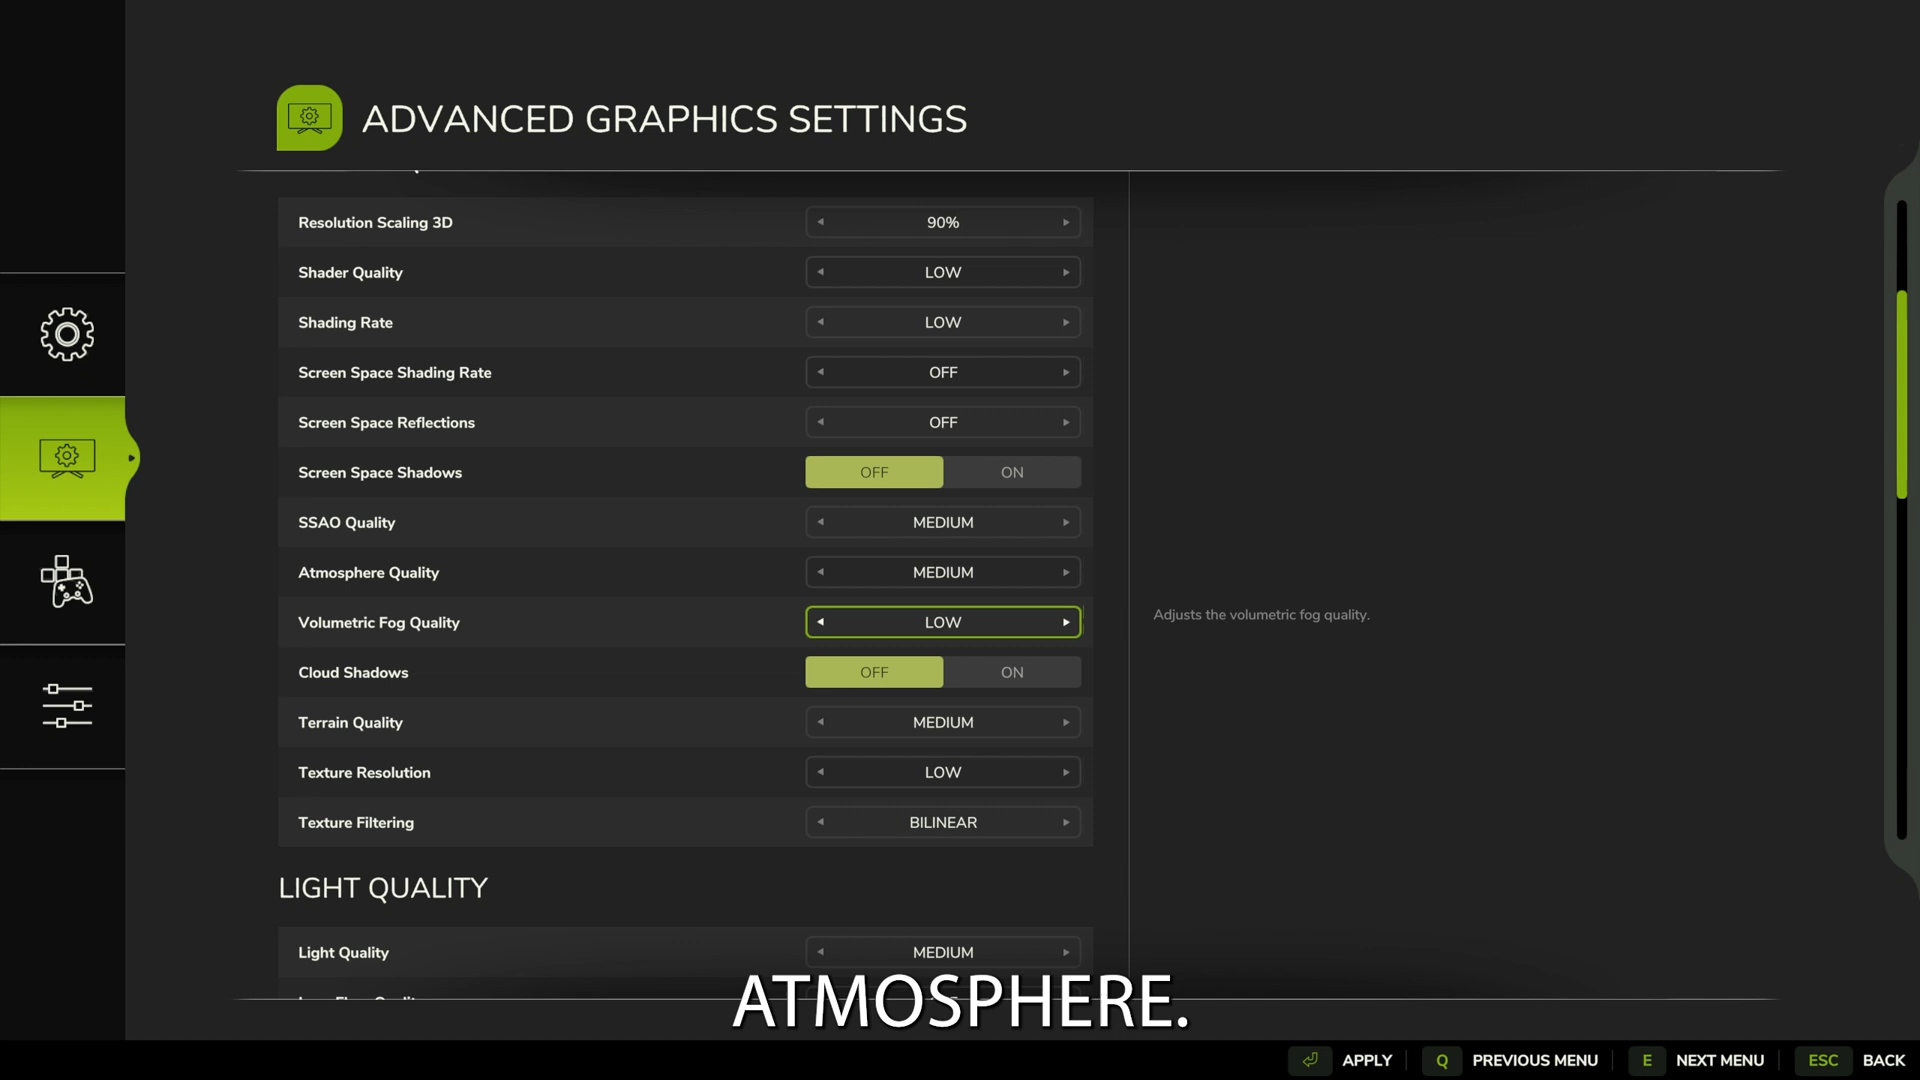 ADVANCED GRAPHICS SETTINGS
Resolution Scaling 3D 90%
Shader Quality LOW
Shading Rate LOW
Screen Space Shading Rate OFF
Screen Space Reflections OFF
Screen Space Shadows OFF ON
SSAO Quality MEDIUM
Atmosphere Quality MEDIUM
Volumetric Fog Quality LOW
Adjusts the volumetric fog quality.
Cloud Shadows OFF ON
Terrain Quality MEDIUM
Texture Resolution LOW
Texture Filtering BILINEAR
LIGHT QUALITY
Light Quality MEDIUM
ATMOSPHERE.
APPLY Q PREVIOUS MENU E NEXT MENU ESC BACK